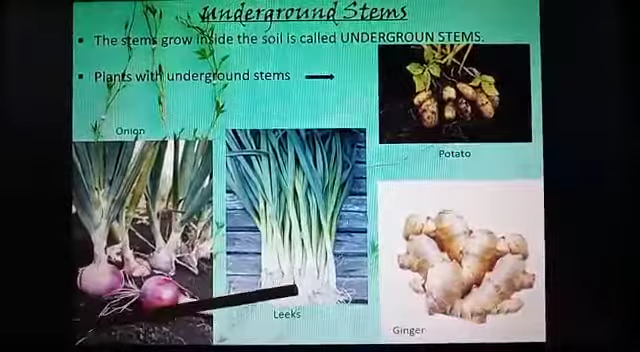 Underground Stems
▪ The stems grow inside the soil is called UNDERGROUN STEMS.
▪ Plants with underground stems
Onion
Potato
Leeks
Ginger